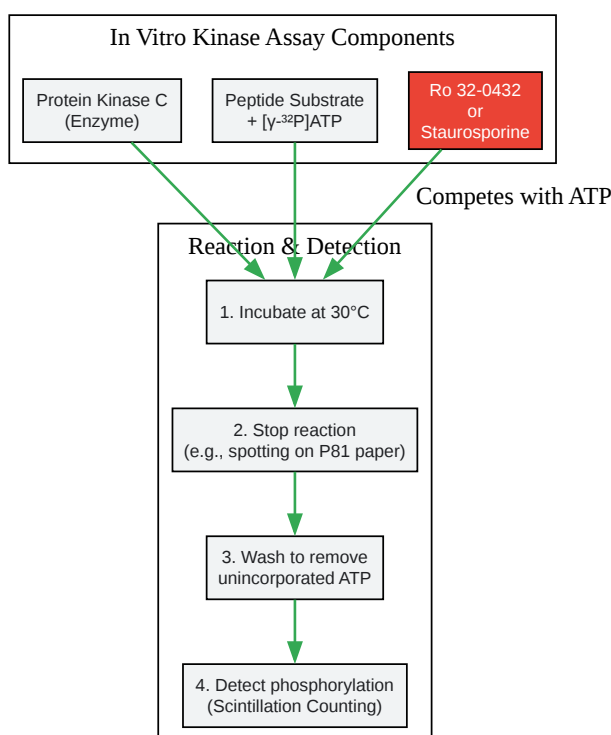 In Vitro Kinase Assay Components
Protein Kinase C
(Enzyme)
Peptide Substrate
+ [γ-³²P]ATP
Ro 32-0432
or
Staurosporine
Competes with ATP
Reaction & Detection
1. Incubate at 30°C
2. Stop reaction
(e.g., spotting on P81 paper)
3. Wash to remove
unincorporated ATP
4. Detect phosphorylation
(Scintillation Counting)